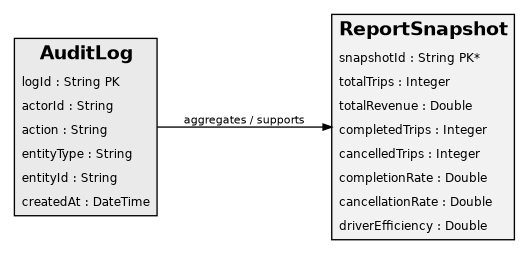 AuditLog
logId : String PK
actorId : String
action : String
entityType : String
entityId : String
createdAt : DateTime
aggregates / supports
ReportSnapshot
snapshotId : String PK*
totalTrips : Integer
totalRevenue : Double
completedTrips : Integer
cancelledTrips : Integer
completionRate : Double
cancellationRate : Double
driverEfficiency : Double